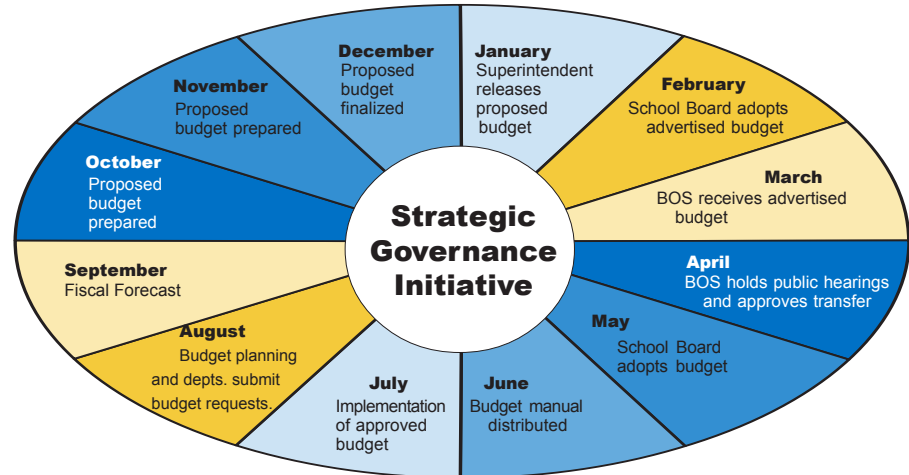 January
Superintendent
releases
proposed
budget
February
School Board adopts
advertised budget
March
BOS receives advertised
budget
April
BOS holds public hearings
and approves transfer
May
School Board
adopts budget
June
Budget manual
distributed
July
Implementation
of approved
budget
August
Budget planning
and depts. submit
budget requests.
September
Fiscal Forecast
October
Proposed
budget
prepared
November
Proposed
budget prepared
December
Proposed
budget
finalized
Strategic
Governance
Initiative